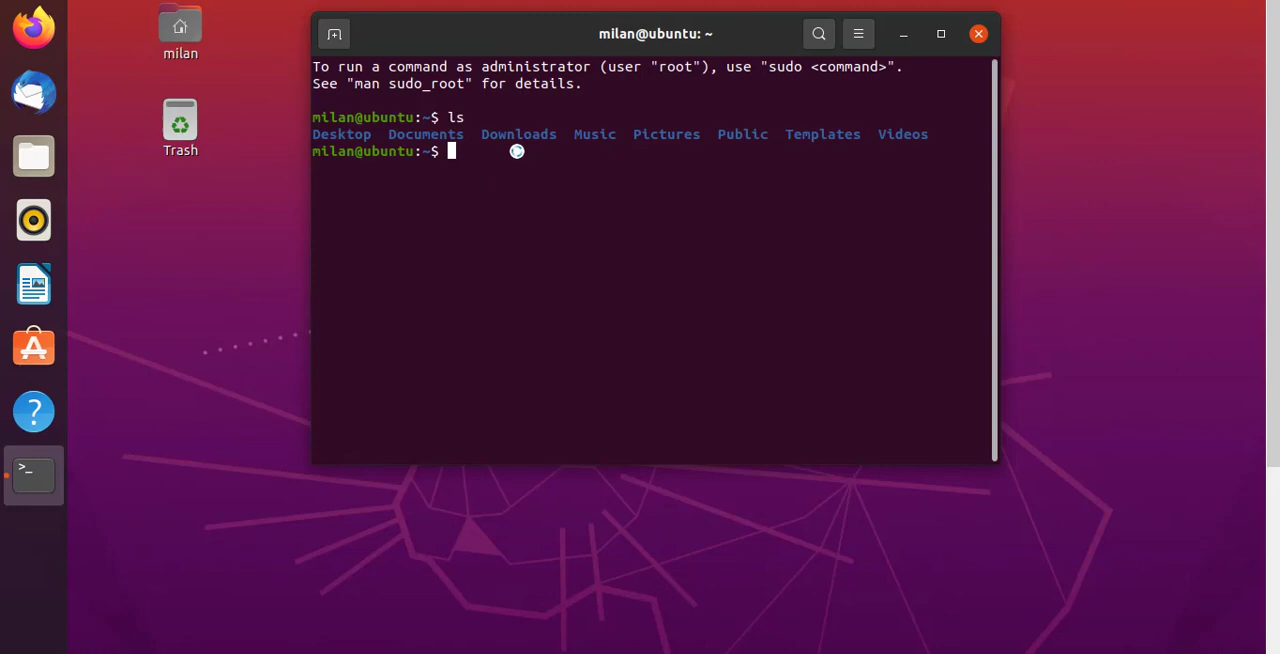 milan
Trash
milan@ubuntu: ~
To run a command as administrator (user "root"), use "sudo <command>".
See "man sudo_root" for details.
milan@ubuntu:~$ ls
Desktop Documents Downloads Music Pictures Public Templates Videos
milan@ubuntu:~$